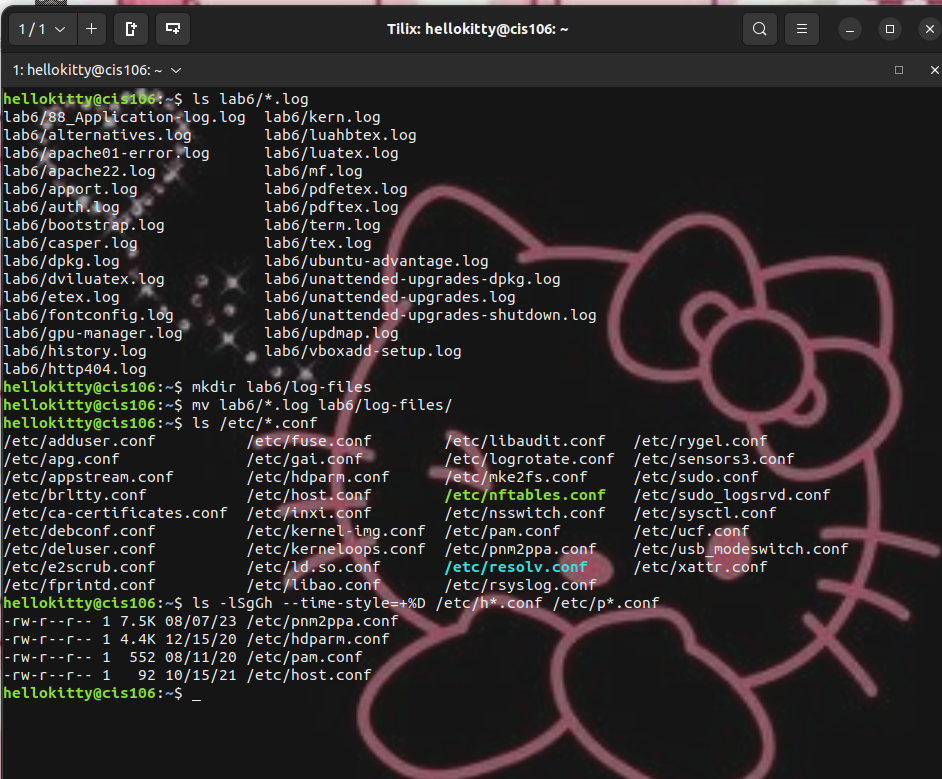 1 / 1
Tilix: hellokitty@cis106: ~
1: hellokitty@cis106: ~
hellokitty@cis106:~$ ls lab6/*.log
lab6/88_Application-log.log  lab6/kern.log
lab6/alternatives.log        lab6/luahbtex.log
lab6/apache01-error.log      lab6/luatex.log
lab6/apache22.log            lab6/mf.log
lab6/apport.log              lab6/pdfetex.log
lab6/auth.log                lab6/pdftex.log
lab6/bootstrap.log           lab6/term.log
lab6/casper.log              lab6/tex.log
lab6/dpkg.log                lab6/ubuntu-advantage.log
lab6/dviluatex.log           lab6/unattended-upgrades-dpkg.log
lab6/etex.log                lab6/unattended-upgrades.log
lab6/fontconfig.log          lab6/unattended-upgrades-shutdown.log
lab6/gpu-manager.log         lab6/updmap.log
lab6/history.log             lab6/vboxadd-setup.log
lab6/http404.log
hellokitty@cis106:~$ mkdir lab6/log-files
hellokitty@cis106:~$ mv lab6/*.log lab6/log-files/
hellokitty@cis106:~$ ls /etc/*.conf
/etc/adduser.conf          /etc/fuse.conf        /etc/libaudit.conf   /etc/rygel.conf
/etc/apg.conf              /etc/gai.conf         /etc/logrotate.conf  /etc/sensors3.conf
/etc/appstream.conf        /etc/hdparm.conf      /etc/mke2fs.conf     /etc/sudo.conf
/etc/brltty.conf           /etc/host.conf        /etc/nftables.conf   /etc/sudo_logsrvd.conf
/etc/ca-certificates.conf  /etc/inxi.conf        /etc/nsswitch.conf   /etc/sysctl.conf
/etc/debconf.conf          /etc/kernel-img.conf  /etc/pam.conf        /etc/ucf.conf
/etc/deluser.conf          /etc/kerneloops.conf  /etc/pnm2ppa.conf    /etc/usb_modeswitch.conf
/etc/e2scrub.conf          /etc/ld.so.conf       /etc/resolv.conf     /etc/xattr.conf
/etc/fprintd.conf          /etc/libao.conf       /etc/rsyslog.conf
hellokitty@cis106:~$ ls -lSgGh --time-style=+%D /etc/h*.conf /etc/p*.conf
-rw-r--r-- 1 7.5K 08/07/23 /etc/pnm2ppa.conf
-rw-r--r-- 1 4.4K 12/15/20 /etc/hdparm.conf
-rw-r--r-- 1  552 08/11/20 /etc/pam.conf
-rw-r--r-- 1   92 10/15/21 /etc/host.conf
hellokitty@cis106:~$ _